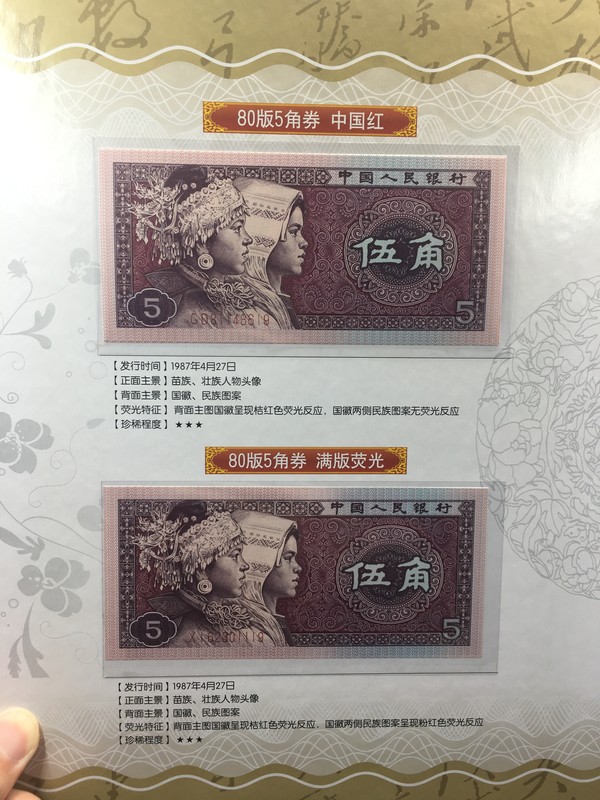 80版5角券 中国红
中国人民银行
伍角
5 5
【发行时间】1987年4月27日
【正面主景】苗族、壮族人物头像
【背面主景】国徽、民族图案
【荧光特征】背面主图国徽呈现桔红色荧光反应，国徽两侧民族图案无荧光反应
【珍稀程度】★★★
80版5角券 满版荧光
中国人民银行
伍角
5 5
【发行时间】1987年4月27日
【正面主景】苗族、壮族人物头像
【背面主景】国徽、民族图案
【荧光特征】背面主图国徽呈现桔红色荧光反应，国徽两侧民族图案呈现粉红色荧光反应
【珍稀程度】★★★